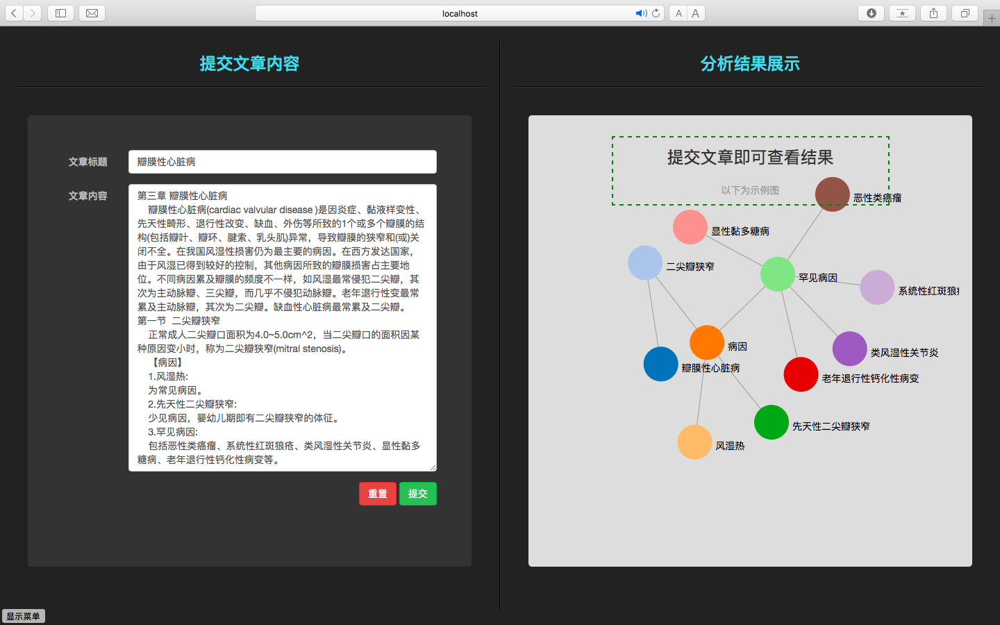 localhost
A A
提交文章内容
文章标题
瓣膜性心脏病
文章内容
第三章 瓣膜性心脏病
瓣膜性心脏病(cardiac valvular disease )是因炎症、黏液样变性、
先天性畸形、退行性改变、缺血、外伤等所致的1个或多个瓣膜的结
构(包括瓣叶、瓣环、腱索、乳头肌)异常，导致瓣膜的狭窄和(或)关
闭不全。在我国风湿性损害仍为最主要的病因。在西方发达国家，
由于风湿已得到较好的控制，其他病因所致的瓣膜损害占主要地
位。不同病因累及瓣膜的频度不一样，如风湿最常侵犯二尖瓣，其
次为主动脉瓣、三尖瓣，而几乎不侵犯动脉瓣。老年退行性变最常
累及主动脉瓣，其次为二尖瓣。缺血性心脏病最常累及二尖瓣。
第一节 二尖瓣狭窄
正常成人二尖瓣口面积为4.0~5.0cm^2，当二尖瓣口的面积因某
种原因变小时，称为二尖瓣狭窄(mitral stenosis)。
【病因】
1.风湿热:
为常见病因。
2.先天性二尖瓣狭窄:
少见病因，婴幼儿期即有二尖瓣狭窄的体征。
3.罕见病因:
包括恶性类癌瘤、系统性红斑狼疮、类风湿性关节炎、显性黏多
糖病、老年退行性钙化性病变等。
重置 提交
显示菜单
分析结果展示
提交文章即可查看结果
以下为示例图
恶性类癌瘤
显性黏多糖病
二尖瓣狭窄
罕见病因
系统性红斑狼
病因
类风湿性关节炎
瓣膜性心脏病
老年退行性钙化性病变
先天性二尖瓣狭窄
风湿热